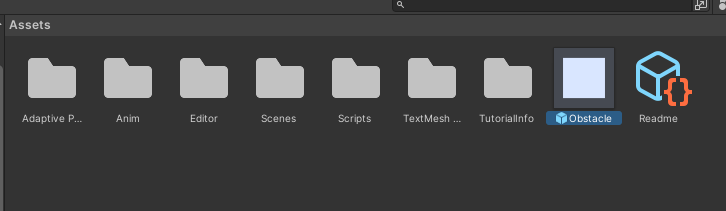 Assets
Adaptive P...
Anim
Editor
Scenes
Scripts
TextMesh ...
TutorialInfo
Obstacle
Readme